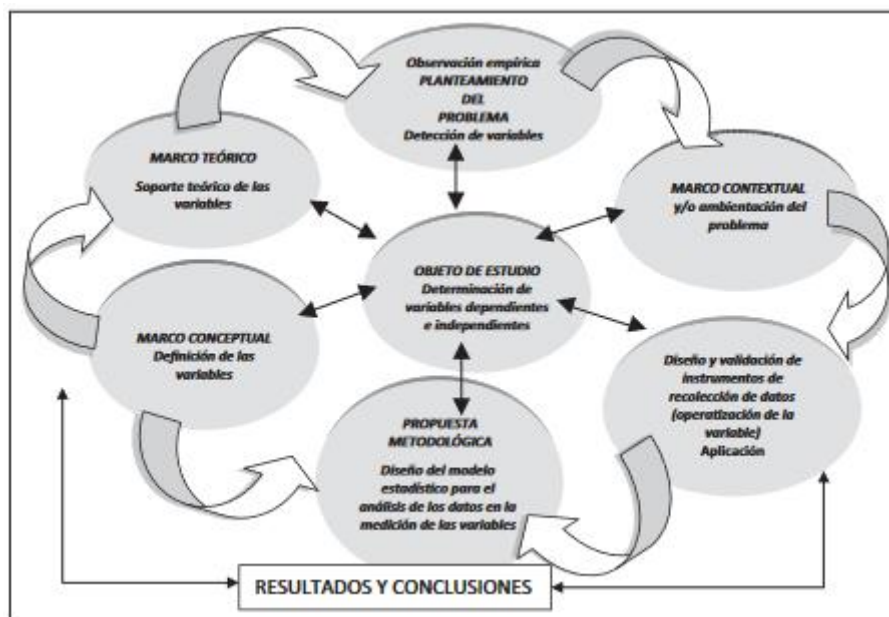 Observación empírica
PLANTEAMIENTO
DEL
PROBLEMA
Detección de variables
MARCO TEÓRICO
Soporte teórico de las
variables
MARCO CONTEXTUAL
y/o ambientación del
problema
OBJETO DE ESTUDIO
Determinación de
variables dependientes
e independientes
MARCO CONCEPTUAL
Definición de las
variables
Diseño y validación de
instrumentos de
recolección de datos
(operatización de la
variable)
Aplicación
PROPUESTA
METODOLÓGICA
Diseño del modelo
estadístico para el
análisis de los datos en la
medición de las variables
RESULTADOS Y CONCLUSIONES